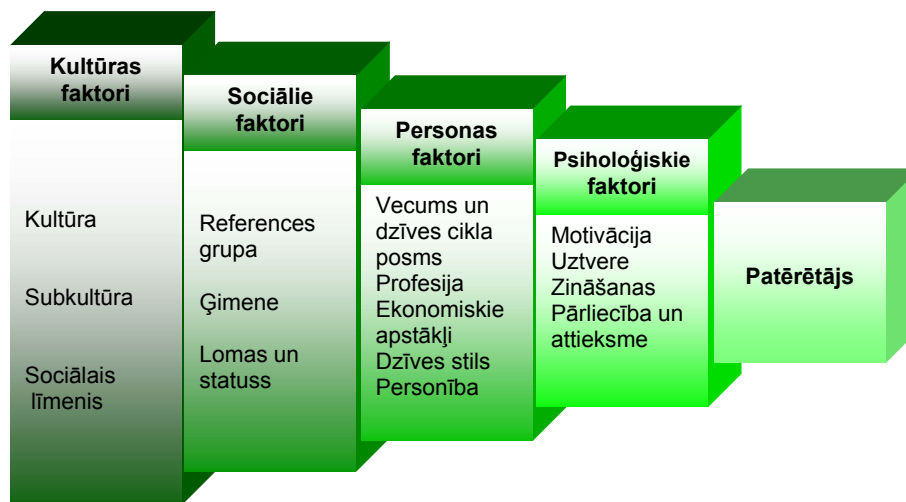 Kultūras
faktori
Kultūra
Subkultūra
Sociālais
līmenis
Sociālie
faktori
References
grupa
Ģimene
Lomas un
statuss
Personas
faktori
Vecums un
dzīves cikla
posms
Profesija
Ekonomiskie
apstākļi
Dzīves stils
Personība
Psiholoģiskie
faktori
Motivācija
Uztvere
Zināšanas
Pārliecība un
attieksme
Patērētājs